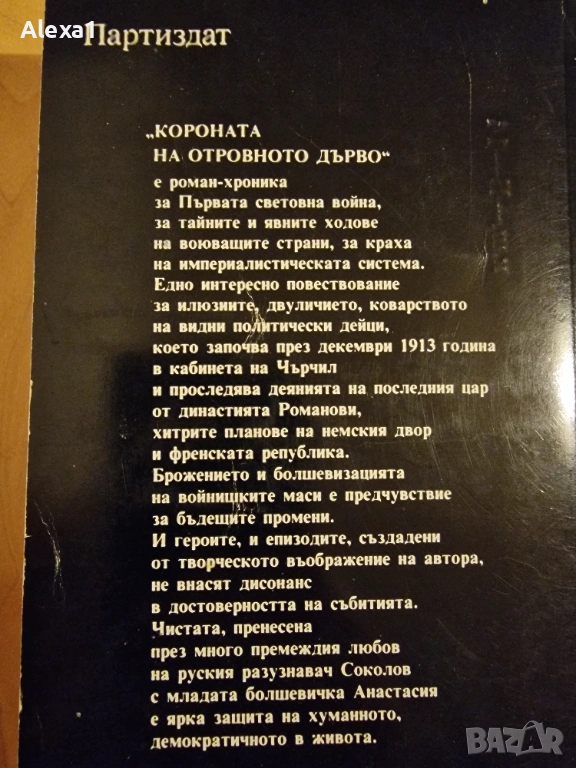 Alexa1
Партиздат
„КОРОНАТА
НА ОТРОВНОТО ДЪРВО“
е роман-хроника
за Първата световна война,
за тайните и явните ходове
на воюващите страни, за краха
на империалистическата система.
Едно интересно повествование
за илюзиите, двуличието, коварството
на видни политически дейци,
което започва през декември 1913 година
в кабинета на Чърчил
и проследява деянията на последния цар
от династията Романови,
хитрите планове на немския двор
и френската република.
Брожението и болшевизацията
на войнишките маси е предчувствие
за бъдещите промени.
И героите, и епизодите, създадени
от творческото въображение на автора,
не внасят дисонанс
в достоверността на събитията.
Чистата, пренесена
през много премеждия любов
на руския разузнавач Соколов
с младата болшевичка Анастасия
е ярка защита на хуманното,
демократичното в живота.
BAZAR